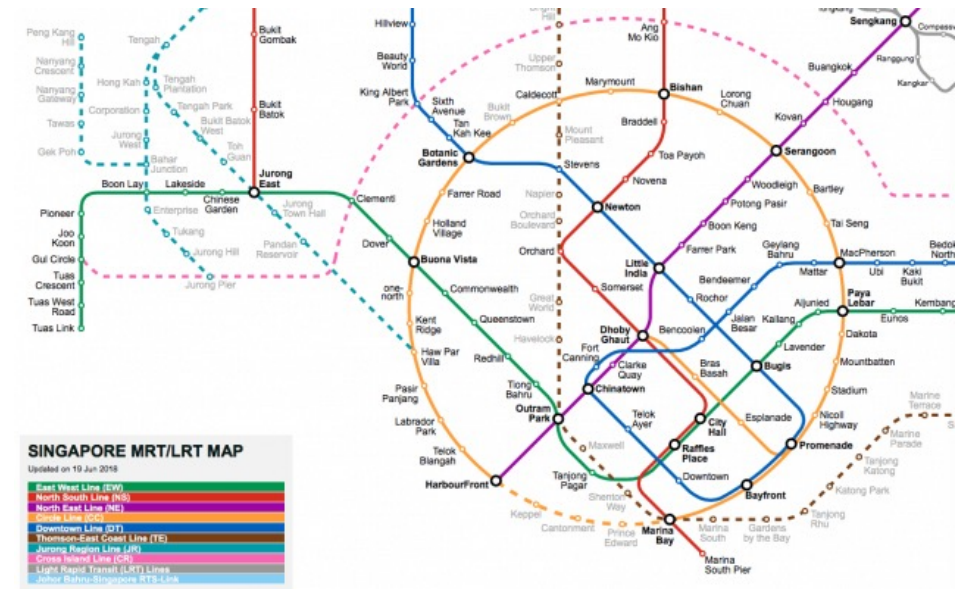 Peng Kang
Hill
Nanyang
Crescent
Nanyang
Gateway
Tawas
Gek Poh
Tengah
Hong Kah
Tengah
Plantation
Corporation
Tengah Park
Bukit Batok
West
Jurong
West
Toh
Guan
Bahar
Junction
Enterprise
Tukang
Jurong Hill
Jurong Pier
Jurong
Town Hall
Pandan
Reservoir
Bukit
Gombak
Bukit
Batok
Jurong
East
Boon Lay
Lakeside
Chinese
Garden
Pioneer
Joo
Koon
Gul Circle
Tuas
Crescent
Tuas West
Road
Tuas Link
Clementi
Dover
Buona Vista
Commonwealth
Queenstown
Redhill
Tiong
Bahru
Outram
Park
Tanjong
Pagar
Hillview
Beauty
World
King Albert
Park
Sixth
Avenue
Tan
Kah Kee
Botanic
Gardens
Stevens
Newton
Little
India
Rochor
Bugis
Promenade
Bayfront
Downtown
Telok
Ayer
Chinatown
Fort
Canning
Bencoolen
Jalan
Besar
Bendemeer
Geylang
Bahru
Mattar
MacPherson
Ubi
Kaki
Bukit
Bedok
North
Hill
Upper
Thomson
Caldecott
Mount
Pleasant
Napier
Orchard
Boulevard
Orchard
Great
World
Havelock
Maxwell
Shenton
Way
Marina
Bay
Marina
South
Gardens
by the Bay
Tanjong
Rhu
Katong Park
Tanjong
Katong
Marine
Parade
Marine
Terrace
S
Ang
Mo Kio
Bishan
Braddell
Toa Payoh
Novena
Somerset
Dhoby
Ghaut
City
Hall
Raffles
Place
Marina
South Pier
Marymount
Bukit
Brown
Lorong
Chuan
Serangoon
Bartley
Tai Seng
Paya
Lebar
Dakota
Mountbatten
Stadium
Nicoll
Highway
Esplanade
Bras
Basah
Farrer Road
Holland
Village
one-
north
Kent
Ridge
Haw Par
Villa
Pasir
Panjang
Labrador
Park
Telok
Blangah
HarbourFront
Keppel
Cantonment
Prince
Edward
Sengkang
Compass
Ranggung
Kangkar
Buangkok
Hougang
Kovan
Woodleigh
Potong Pasir
Boon Keng
Farrer Park
Clarke
Quay
Lavender
Kallang
Aljunied
Eunos
Kembang
SINGAPORE MRT/LRT MAP
Updated on 19 Jun 2018
East West Line (EW)
North South Line (NS)
North East Line (NE)
Circle Line (CC)
Downtown Line (DT)
Thomson-East Coast Line (TE)
Jurong Region Line (JR)
Cross Island Line (CR)
Light Rapid Transit (LRT) Lines
Johor Bahru-Singapore RTS-Link